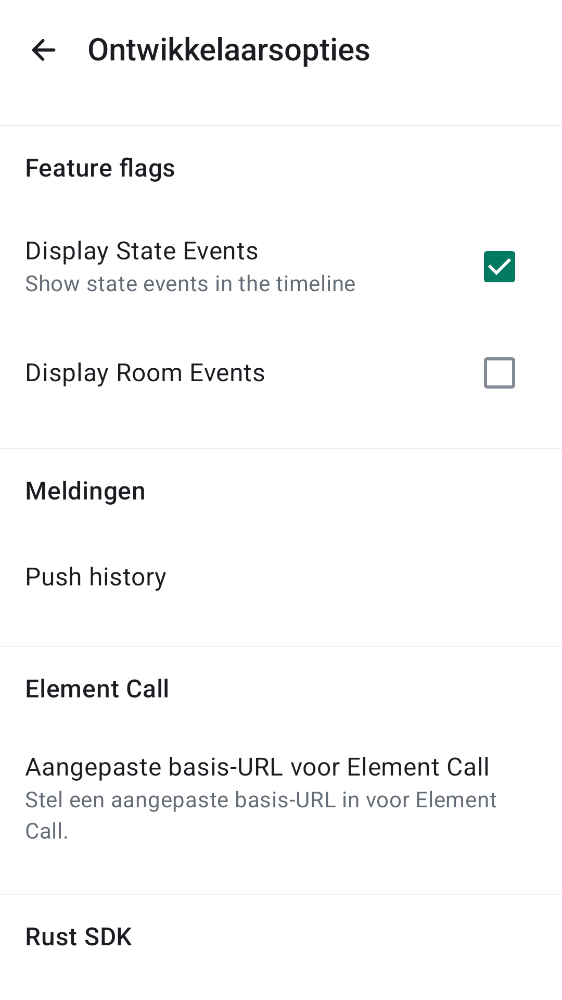 Ontwikkelaarsopties
Feature flags
Display State Events
Show state events in the timeline
Display Room Events
Meldingen
Push history
Element Call
Aangepaste basis-URL voor Element Call
Stel een aangepaste basis-URL in voor Element
Call.
Rust SDK